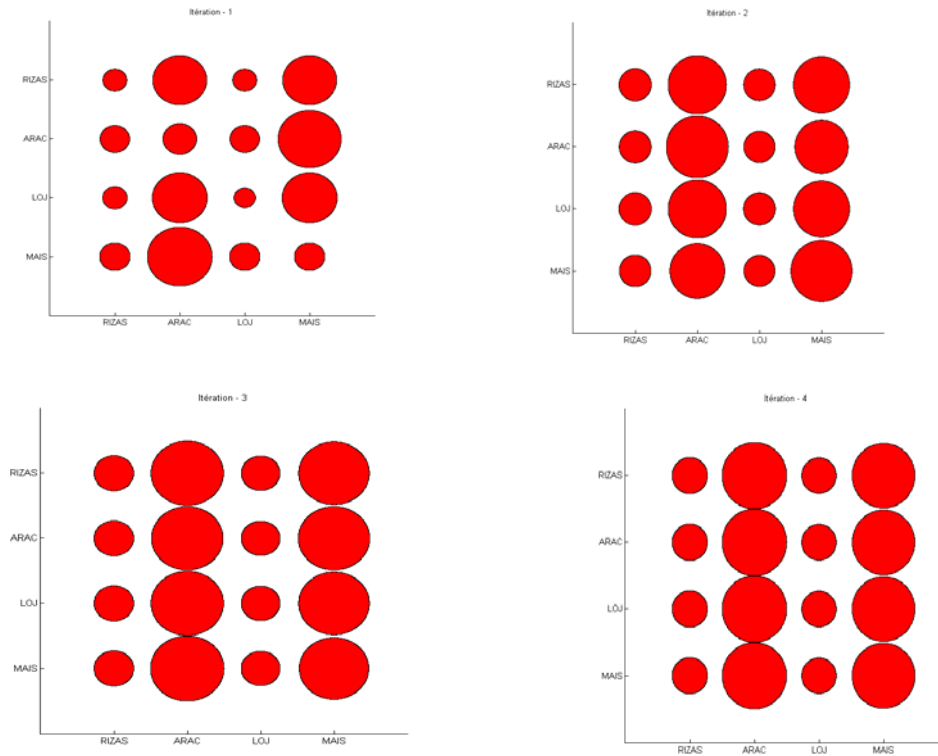 Itération - 1
RIZAS
ARAC
LOJ
MAIS
RIZAS ARAC LOJ MAIS
Itération - 2
RIZAS
ARAC
LOJ
MAIS
RIZAS ARAC LOJ MAIS
Itération - 3
RIZAS
ARAC
LOJ
MAIS
RIZAS ARAC LOJ MAIS
Itération - 4
RIZAS
ARAC
LOJ
MAIS
RIZAS ARAC LOJ MAIS